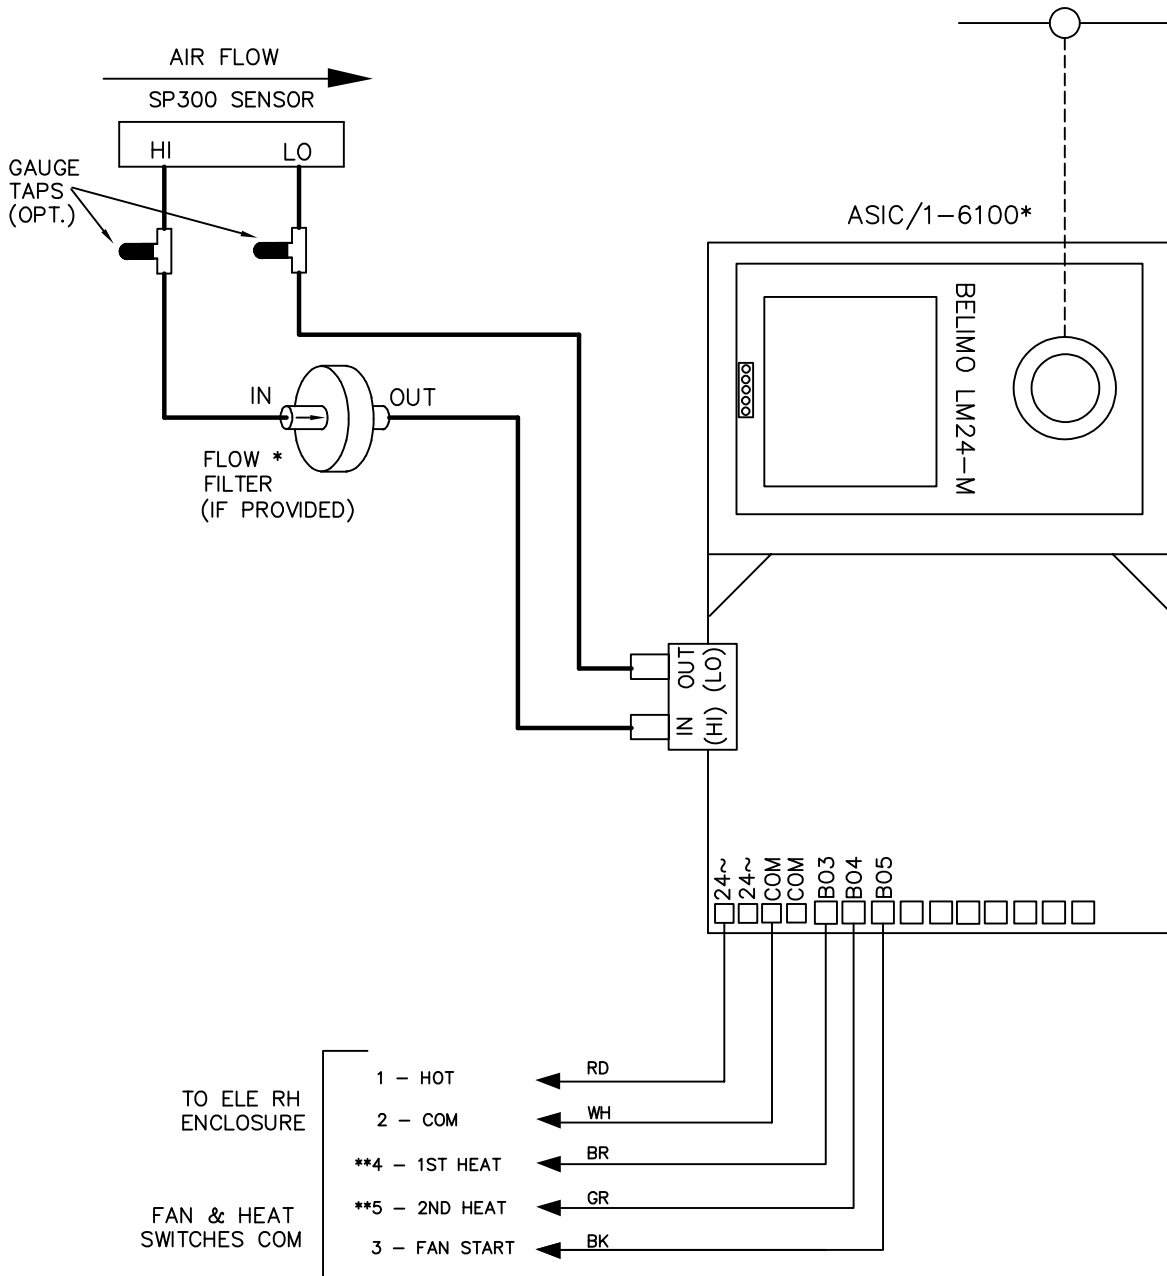 AIR FLOW
SP300 SENSOR
HI
LO
GAUGE
TAPS
(OPT.)
ASIC/1-6100*
BELIMO LM24-M
IN
OUT
FLOW *
FILTER
(IF PROVIDED)
OUT
(LO)
IN
(HI)
24~
24~
COM
COM
BO3
BO4
BO5
TO ELE RH
ENCLOSURE
1 - HOT
RD
2 - COM
WH
**4 - 1ST HEAT
BR
**5 - 2ND HEAT
GR
3 - FAN START
BK
FAN & HEAT
SWITCHES COM